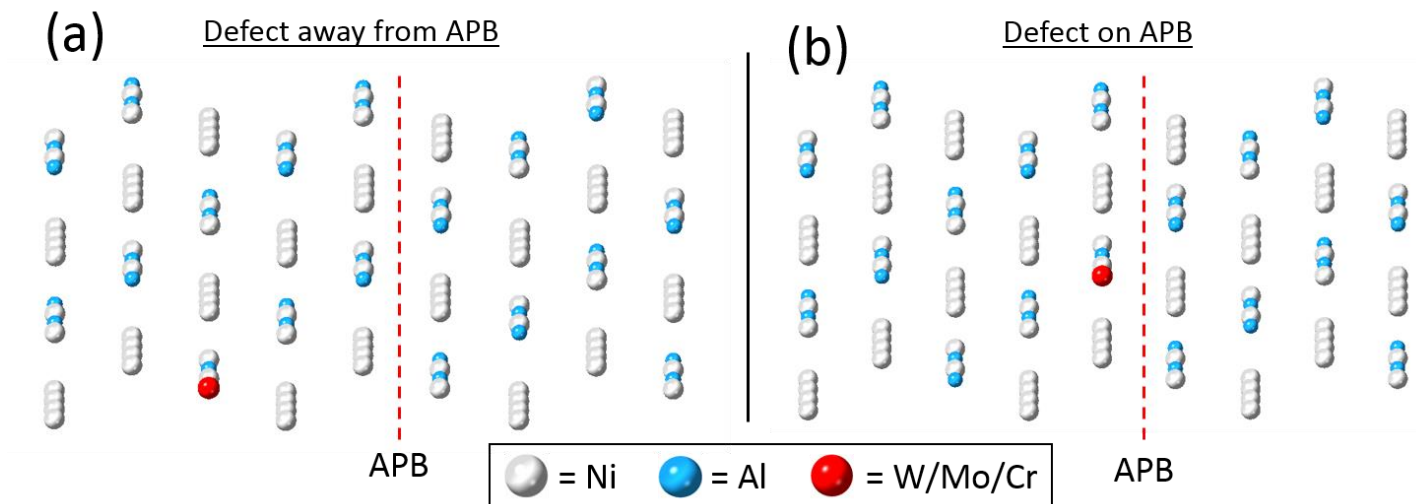 (a)
Defect away from APB
APB
(b)
Defect on APB
APB
= Ni = Al = W/Mo/Cr